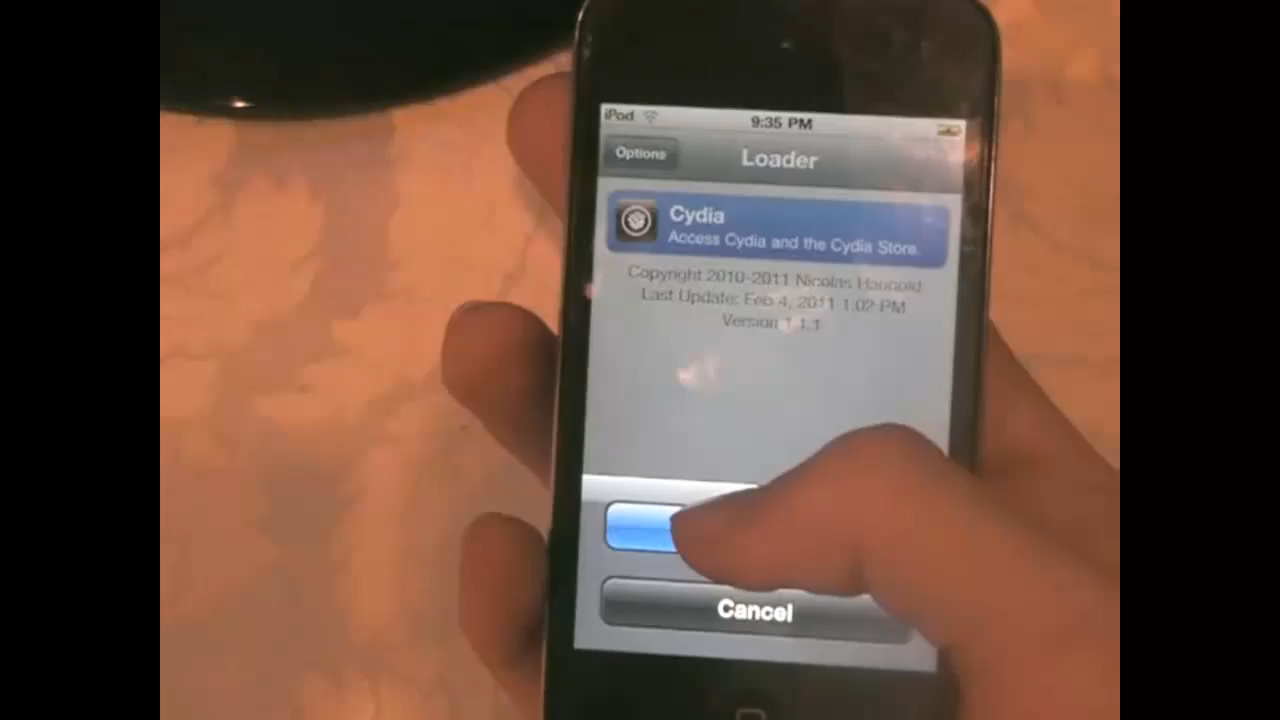 iPod
9:35 PM
Options
Loader
Cydia
Access Cydia and the Cydia Store.
Copyright 2010-2011 Nicolas Haunold
Last Update: Feb 4, 2011 1:02 PM
Version 1.1.1
Cancel